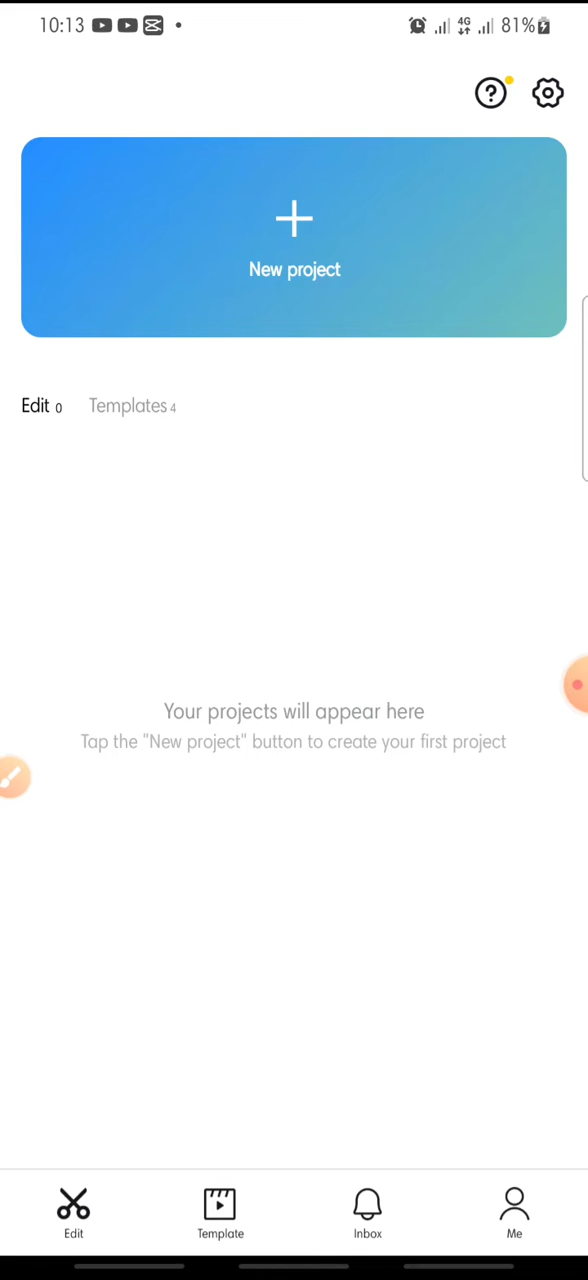 10:13 4G 81%
New project
Edit 0 Templates 4
Your projects will appear here
Tap the "New project" button to create your first project
Edit Template Inbox Me